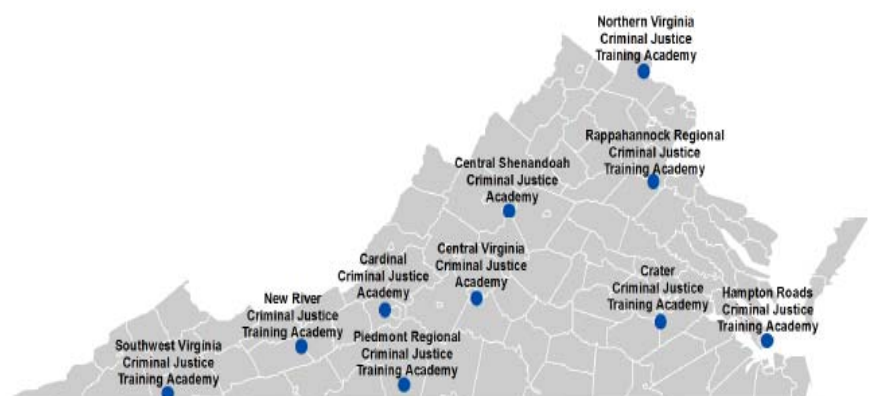 Northern Virginia
Criminal Justice
Training Academy
Rappahannock Regional
Criminal Justice
Training Academy
Central Shenandoah
Criminal Justice
Academy
Central Virginia
Criminal Justice
Academy
Cardinal
Criminal Justice
Academy
Crater
Criminal Justice
Training Academy
Hampton Roads
Criminal Justice
Training Academy
New River
Criminal Justice
Training Academy
Piedmont Regional
Criminal Justice
Training Academy
Southwest Virginia
Criminal Justice
Training Academy